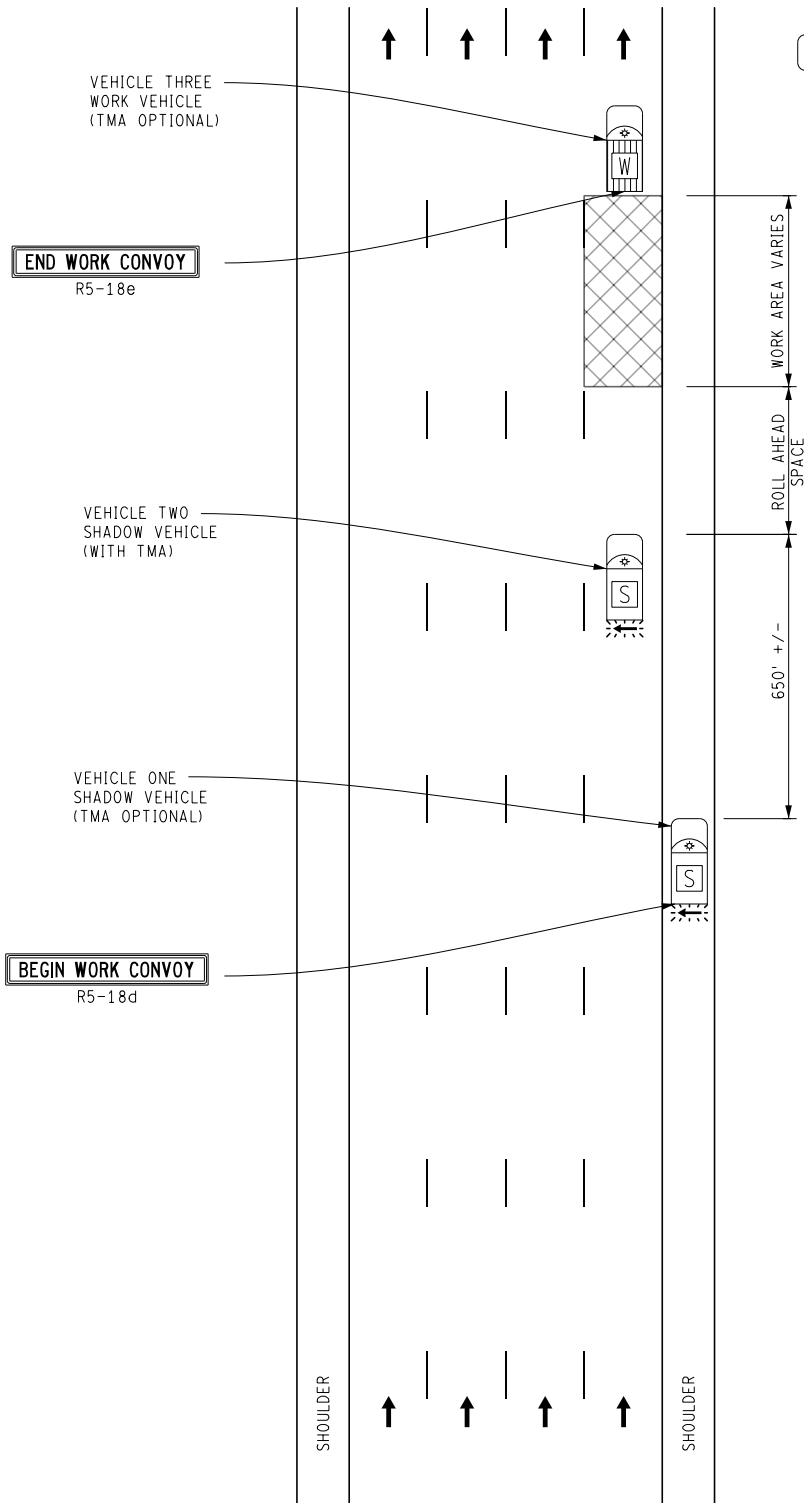 VEHICLE THREE
WORK VEHICLE
(TMA OPTIONAL)
W
END WORK CONVOY
R5-18e
WORK AREA VARIES
ROLL AHEAD
SPACE
VEHICLE TWO
SHADOW VEHICLE
(WITH TMA)
S
650' +/-
VEHICLE ONE
SHADOW VEHICLE
(TMA OPTIONAL)
S
BEGIN WORK CONVOY
R5-18d
SHOULDER
SHOULDER